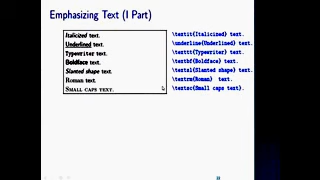 Emphasizing Text (I Part)
Italicized text.
Underlined text.
Typewriter text.
Boldface text.
Slanted shape text.
Roman text.
SMALL CAPS TEXT.
\textit{Italicized} text.
\underline{Underlined} text.
\texttt{Typewriter} text.
\textbf{Boldface} text.
\textsl{Slanted shape} text.
\textrm{Roman} text.
\textsc{Small caps text}.